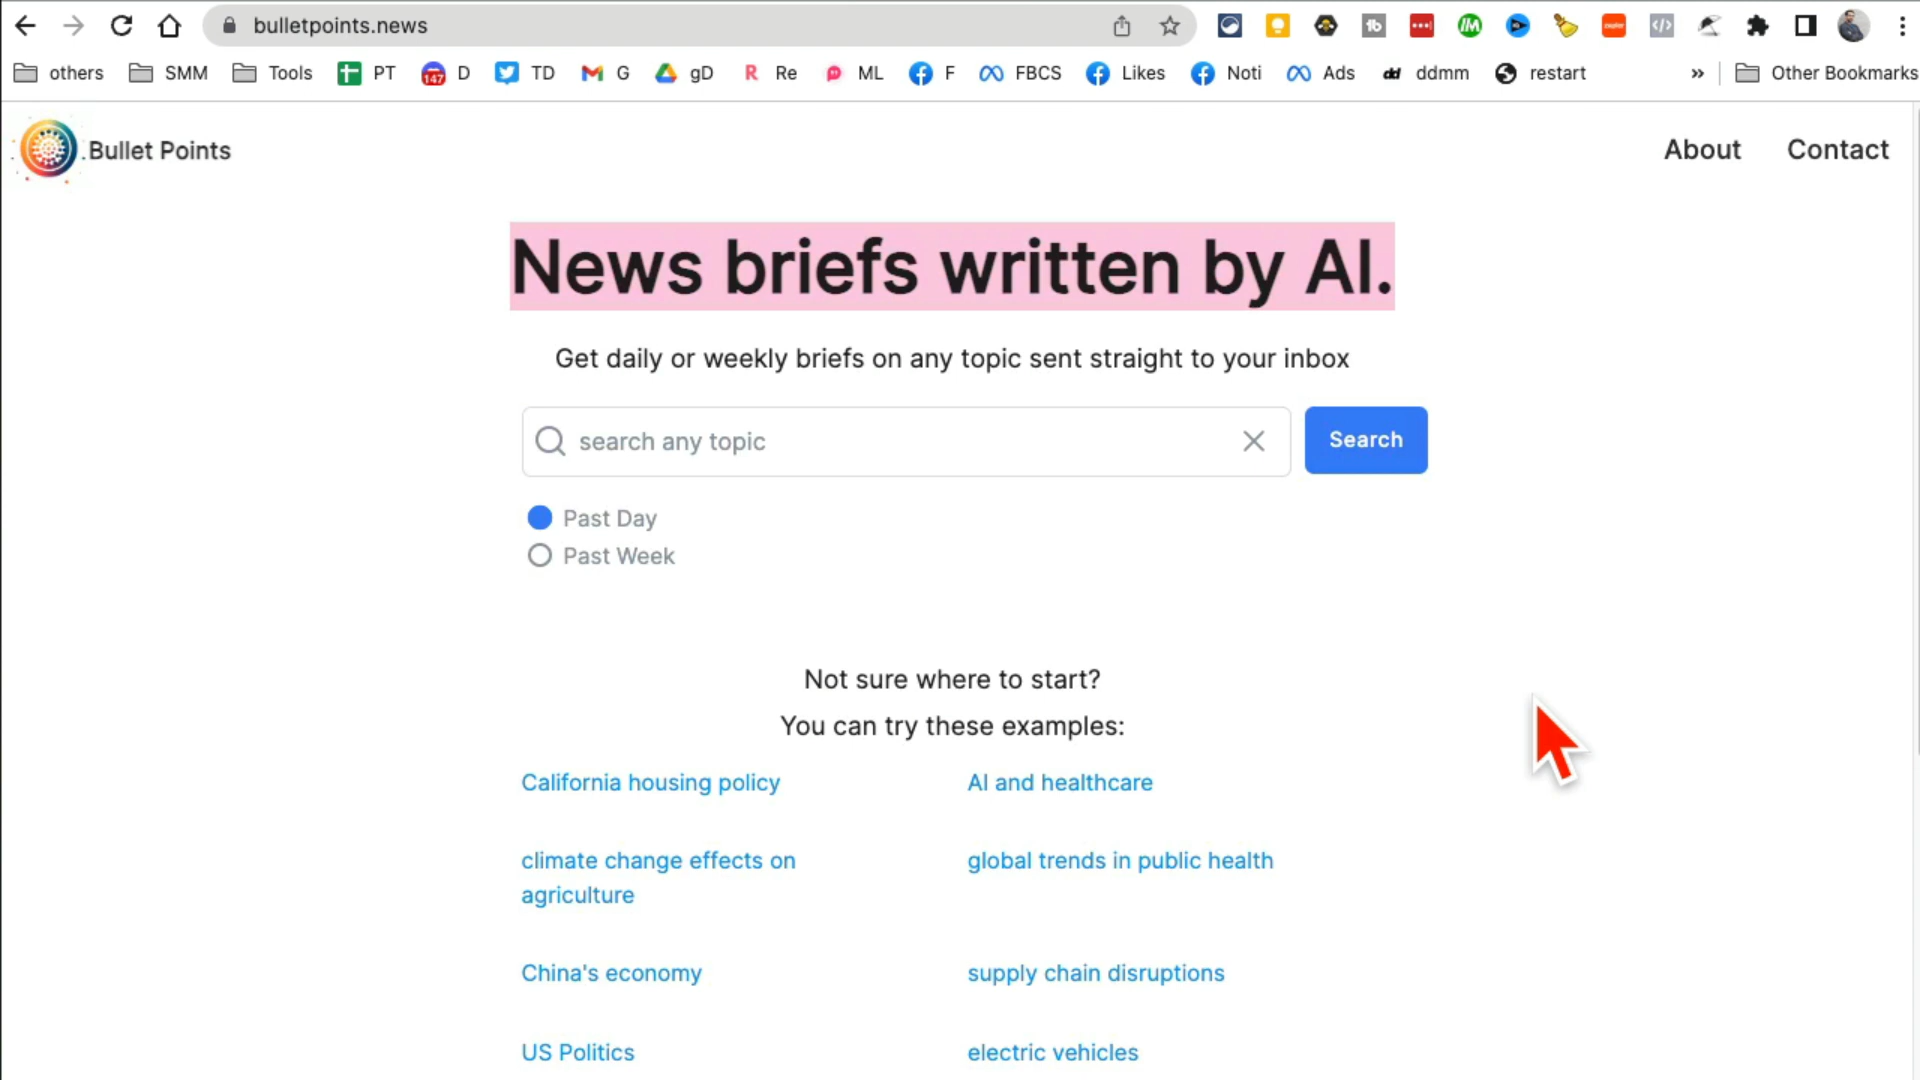 bulletpoints.news
others SMM Tools PT 147 D TD G gD R Re ML F FBCS Likes Noti Ads dd ddmm restart » Other Bookmarks
Bullet Points About Contact
News briefs written by AI.
Get daily or weekly briefs on any topic sent straight to your inbox
search any topic Search
Past Day
Past Week
Not sure where to start?
You can try these examples:
California housing policy AI and healthcare
climate change effects on global trends in public health
agriculture
China's economy supply chain disruptions
US Politics electric vehicles